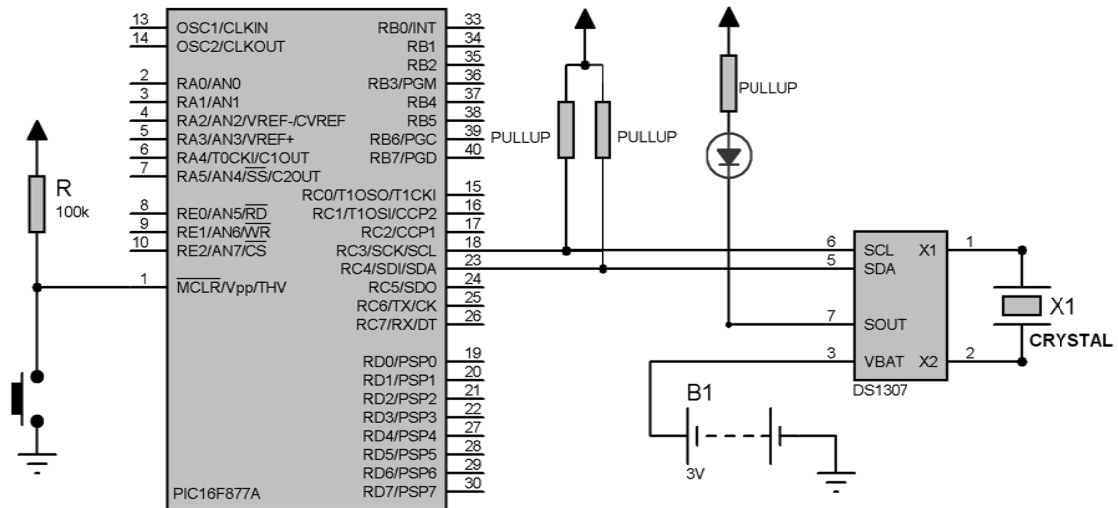 13 OSC1/CLKIN
14 OSC2/CLKOUT
2 RA0/AN0
3 RA1/AN1
4 RA2/AN2/VREF-/CVREF
5 RA3/AN3/VREF+
6 RA4/T0CKI/C1OUT
7 RA5/AN4/SS/C2OUT
8 RE0/AN5/RD
9 RE1/AN6/WR
10 RE2/AN7/CS
1 MCLR/Vpp/THV
RB0/INT 33
RB1 34
RB2 35
RB3/PGM 36
RB4 37
RB5 38
RB6/PGC 39
RB7/PGD 40
RC0/T1OSO/T1CKI 15
RC1/T1OSI/CCP2 16
RC2/CCP1 17
RC3/SCK/SCL 18
RC4/SDI/SDA 23
RC5/SDO 24
RC6/TX/CK 25
RC7/RX/DT 26
RD0/PSP0 19
RD1/PSP1 20
RD2/PSP2 21
RD3/PSP3 22
RD4/PSP4 27
RD5/PSP5 28
RD6/PSP6 29
RD7/PSP7 30
PIC16F877A
R
100k
PULLUP
PULLUP
PULLUP
6 SCL
5 SDA
7 SOUT
3 VBAT
X1 1
X2 2
DS1307
X1
CRYSTAL
B1
3V